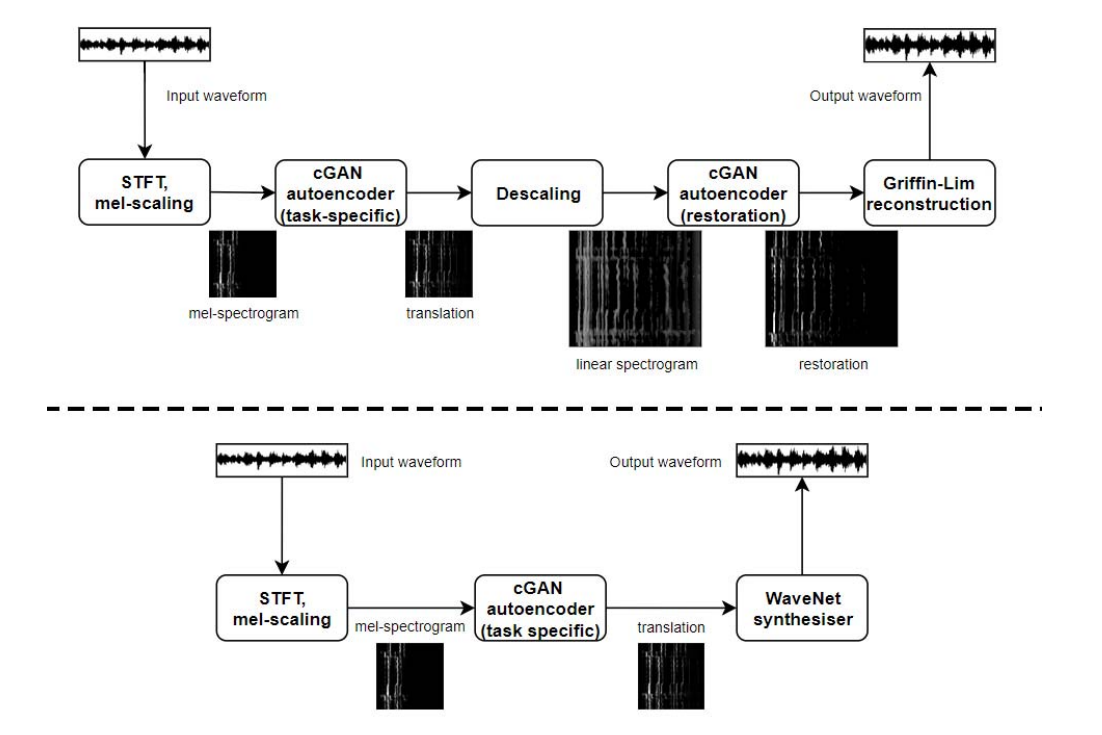 Input waveform
Output waveform
STFT,
mel-scaling
cGAN
autoencoder
(task-specific)
Descaling
cGAN
autoencoder
(restoration)
Griffin-Lim
reconstruction
mel-spectrogram
translation
linear spectrogram
restoration
Input waveform
Output waveform
STFT,
mel-scaling
mel-spectrogram
cGAN
autoencoder
(task specific)
translation
WaveNet
synthesiser